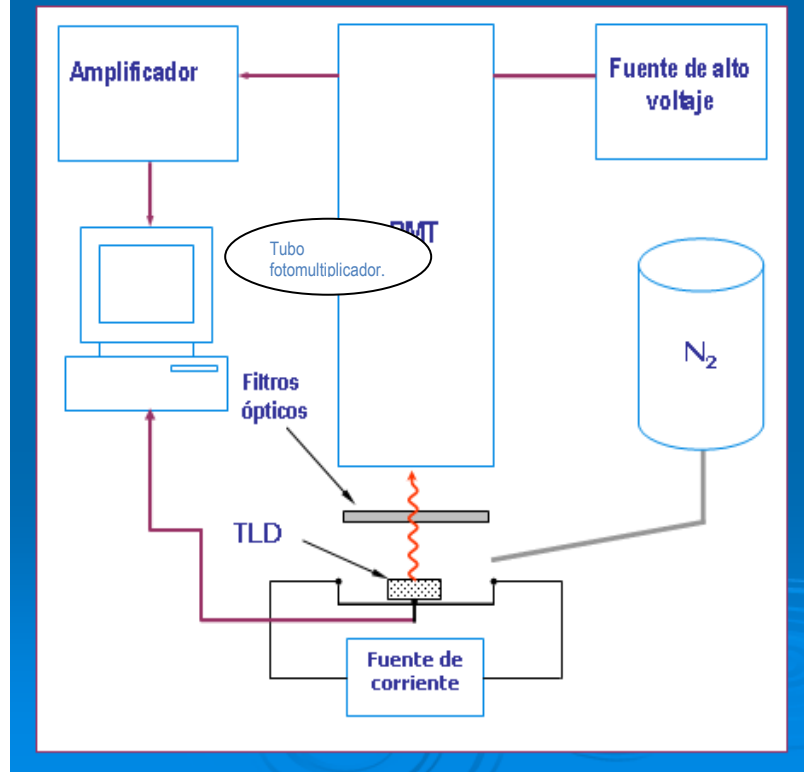 Amplificador
Fuente de alto
voltaje
PMT
Tubo
fotomultiplicador.
N₂
Filtros
ópticos
TLD
Fuente de
corriente